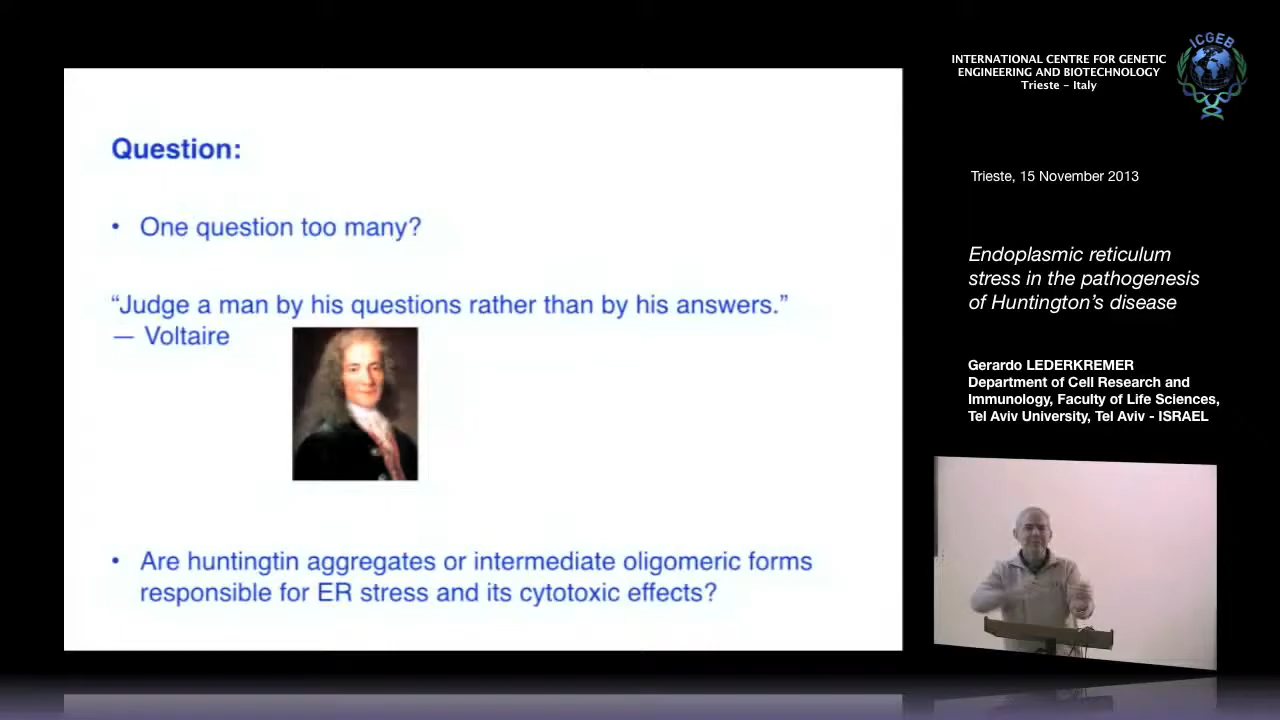 Question:
• One question too many?
“Judge a man by his questions rather than by his answers.”
— Voltaire
• Are huntingtin aggregates or intermediate oligomeric forms
responsible for ER stress and its cytotoxic effects?
INTERNATIONAL CENTRE FOR GENETIC
ENGINEERING AND BIOTECHNOLOGY
Trieste - Italy
ICGEB
Trieste, 15 November 2013
Endoplasmic reticulum
stress in the pathogenesis
of Huntington's disease
Gerardo LEDERKREMER
Department of Cell Research and
Immunology, Faculty of Life Sciences,
Tel Aviv University, Tel Aviv - ISRAEL